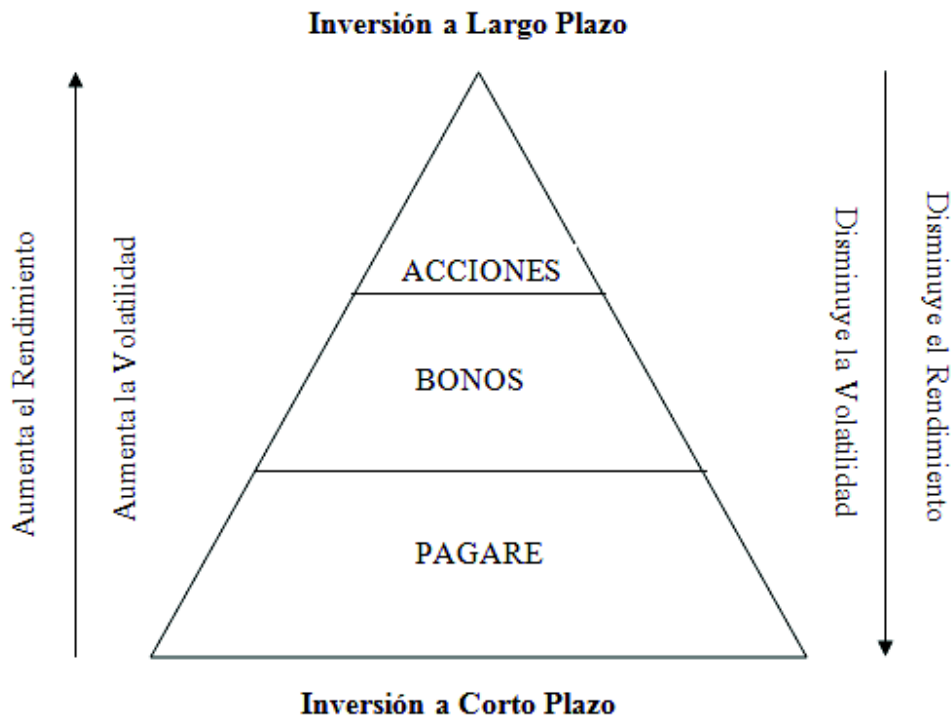 Inversión a Largo Plazo
Aumenta el Rendimiento
Aumenta la Volatilidad
ACCIONES
BONOS
PAGARE
Disminuye la Volatilidad
Disminuye el Rendimiento
Inversión a Corto Plazo